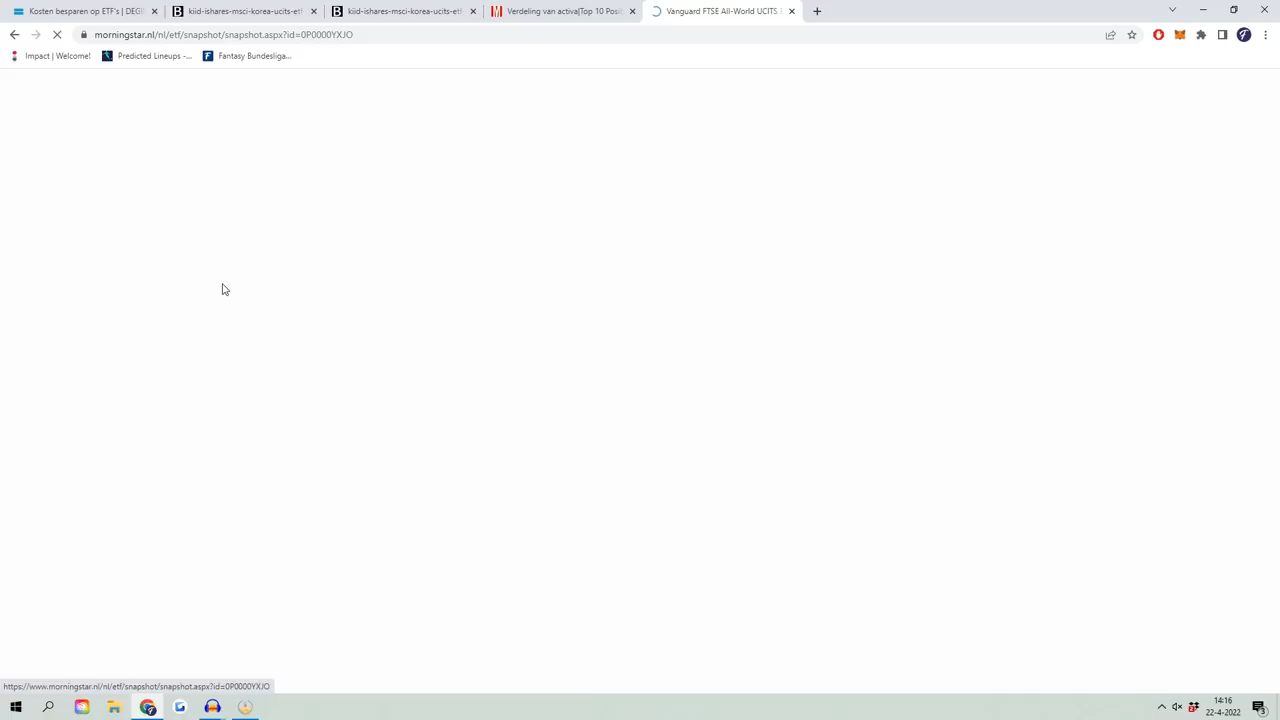 Kosten besparen op ETF's | DEGI
kiid-ishares-msci-korea-ucits-etf
kiid-ishares-msci-korea-ucits-etf
Verdeling van activa|Top 10 Posit
Vanguard FTSE All-World UCITS E
morningstar.nl/nl/etf/snapshot/snapshot.aspx?id=0P0000YXJO
Impact | Welcome!
Predicted Lineups -...
Fantasy Bundesliga...
https://www.morningstar.nl/nl/etf/snapshot/snapshot.aspx?id=0P0000YXJO
14:16
22-4-2022